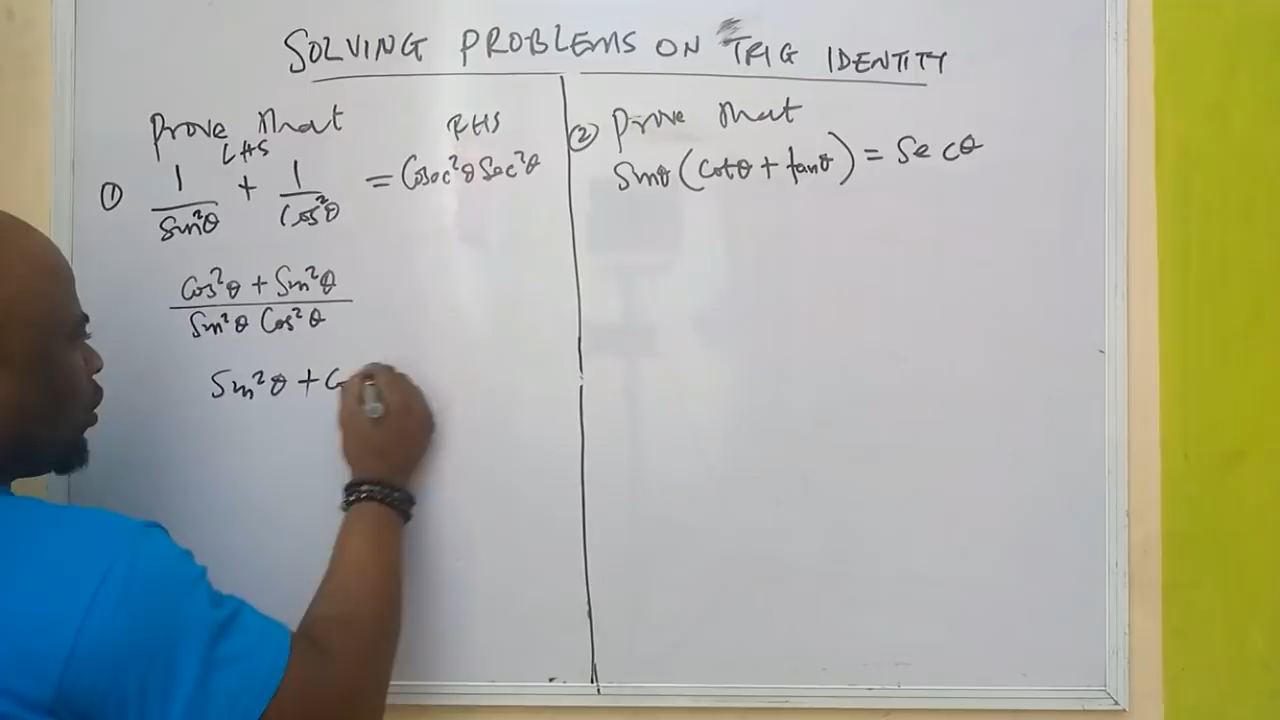 SOLVING PROBLEMS ON TRIG IDENTITY
Prove that
LHS
RHS
① 1/Sin²θ + 1/Cos²θ = Cosec²θ Sec²θ
Cos²θ + Sin²θ
Sin²θ Cos²θ
Sin²θ + C
② Prove that
Sinθ (Cotθ + tanθ) = Secθ